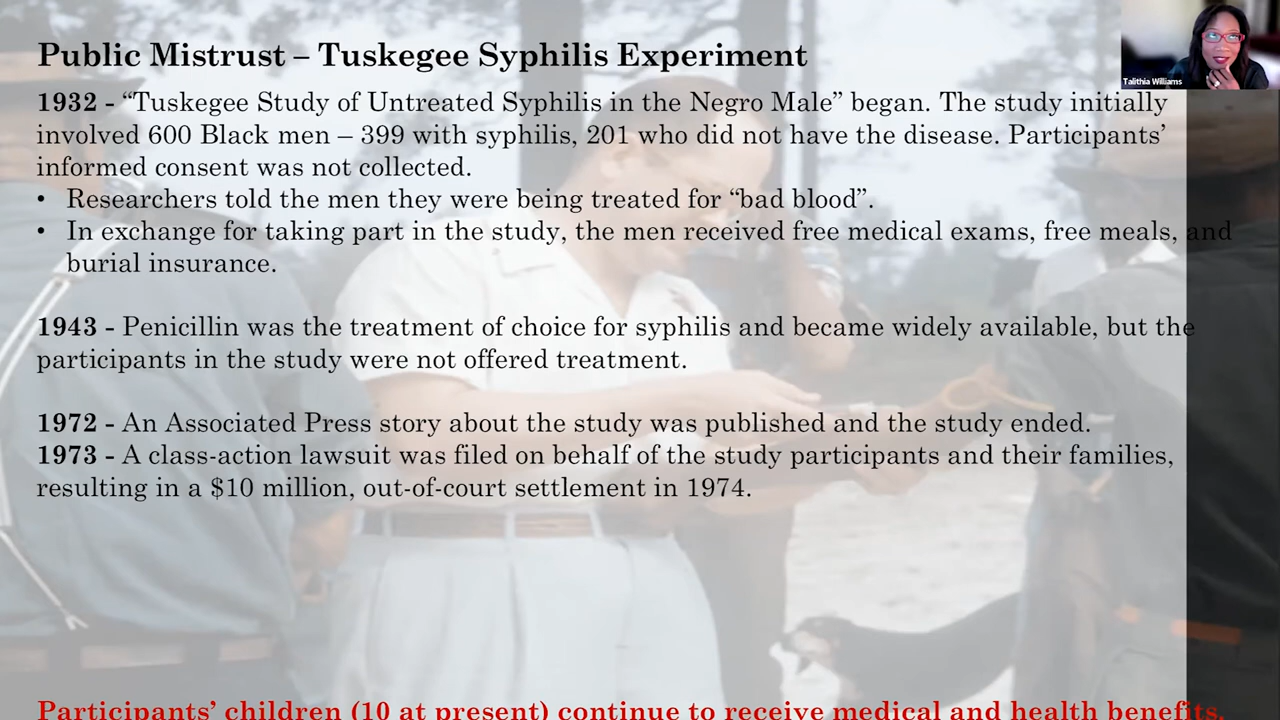 Public Mistrust – Tuskegee Syphilis Experiment
Talithia Williams
1932 - “Tuskegee Study of Untreated Syphilis in the Negro Male” began. The study initially
involved 600 Black men – 399 with syphilis, 201 who did not have the disease. Participants’
informed consent was not collected.
• Researchers told the men they were being treated for “bad blood”.
• In exchange for taking part in the study, the men received free medical exams, free meals, and
burial insurance.
1943 - Penicillin was the treatment of choice for syphilis and became widely available, but the
participants in the study were not offered treatment.
1972 - An Associated Press story about the study was published and the study ended.
1973 - A class-action lawsuit was filed on behalf of the study participants and their families,
resulting in a $10 million, out-of-court settlement in 1974.
Participants’ children (10 at present) continue to receive medical and health benefits.